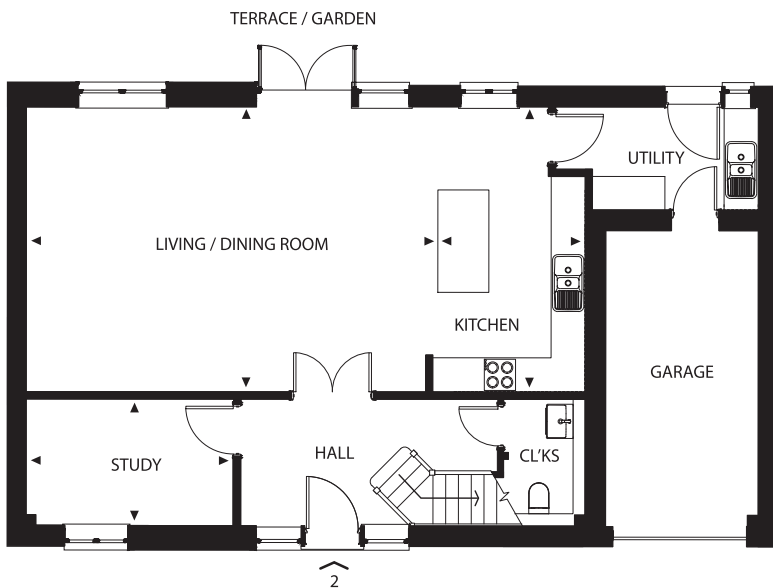 TERRACE / GARDEN
UTILITY
LIVING / DINING ROOM
KITCHEN
GARAGE
HALL
CL'KS
STUDY
2